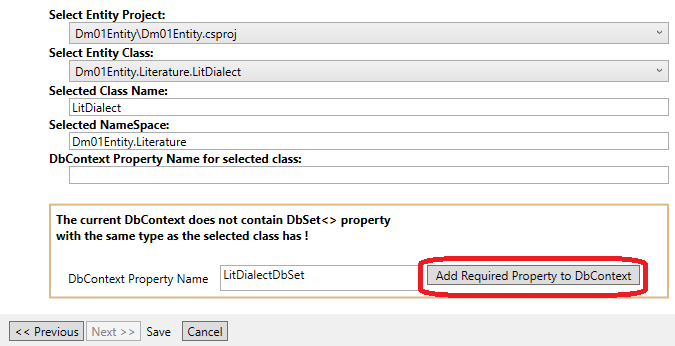 Select Entity Project:
Dm01Entity\Dm01Entity.csproj
Select Entity Class:
Dm01Entity.Literature.LitDialect
Selected Class Name:
LitDialect
Selected NameSpace:
Dm01Entity.Literature
DbContext Property Name for selected class:
The current DbContext does not contain DbSet<> property
with the same type as the selected class has !
DbContext Property Name LitDialectDbSet Add Required Property to DbContext
<< Previous Next >> Save Cancel